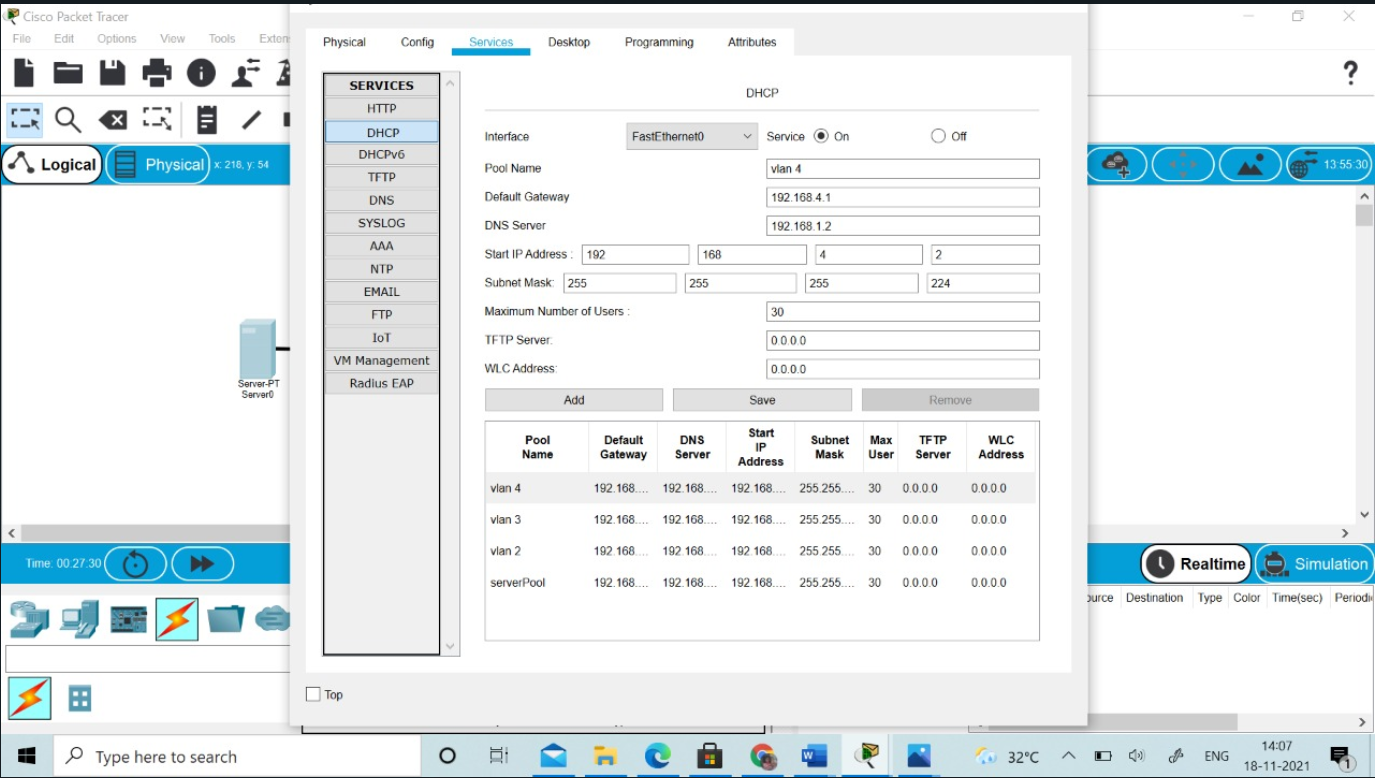 Cisco Packet Tracer
File Edit Options View Tools Exten
Physical Config Services Desktop Programming Attributes
Logical Physical x: 218, y: 54
13:55:30
SERVICES
HTTP
DHCP
DHCPv6
TFTP
DNS
SYSLOG
AAA
NTP
EMAIL
FTP
IoT
VM Management
Radius EAP
DHCP
Interface FastEthernet0 Service On Off
Pool Name vlan 4
Default Gateway 192.168.4.1
DNS Server 192.168.1.2
Start IP Address : 192 168 4 2
Subnet Mask: 255 255 255 224
Maximum Number of Users : 30
TFTP Server: 0.0.0.0
WLC Address: 0.0.0.0
Add Save Remove
Pool Name Default Gateway DNS Server Start IP Address Subnet Mask Max User TFTP Server WLC Address
vlan 4 192.168.... 192.168.... 192.168.... 255.255.... 30 0.0.0.0 0.0.0.0
vlan 3 192.168.... 192.168.... 192.168.... 255.255.... 30 0.0.0.0 0.0.0.0
vlan 2 192.168.... 192.168.... 192.168.... 255.255.... 30 0.0.0.0 0.0.0.0
serverPool 192.168.... 192.168.... 192.168.... 255.255.... 30 0.0.0.0 0.0.0.0
Top
Server-PT
Server0
Time: 00:27:30
Realtime Simulation
ource Destination Type Color Time(sec) Periodi
Type here to search
32°C ENG
14:07
18-11-2021
1